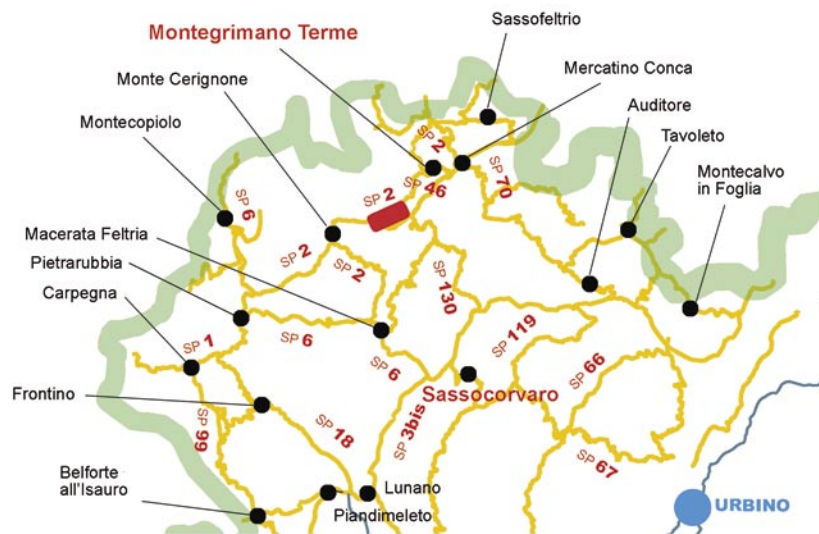 Sassofeltrio
Montegrimano Terme
Mercatino Conca
Monte Cerignone
Auditore
Montecopiolo
Tavoleto
SP 2
Montecalvo
in Foglia
SP 2
SP 46
SP 70
SP 6
Macerata Feltria
SP 2
SP 2
Pietrarubbia
SP 130
Carpegna
SP 1
SP 6
SP 119
SP 6
SP 66
Sassocorvaro
Frontino
SP 99
SP 18
SP 3bis
SP 67
Belforte
all'Isauro
Lunano
Piandimeleto
URBINO